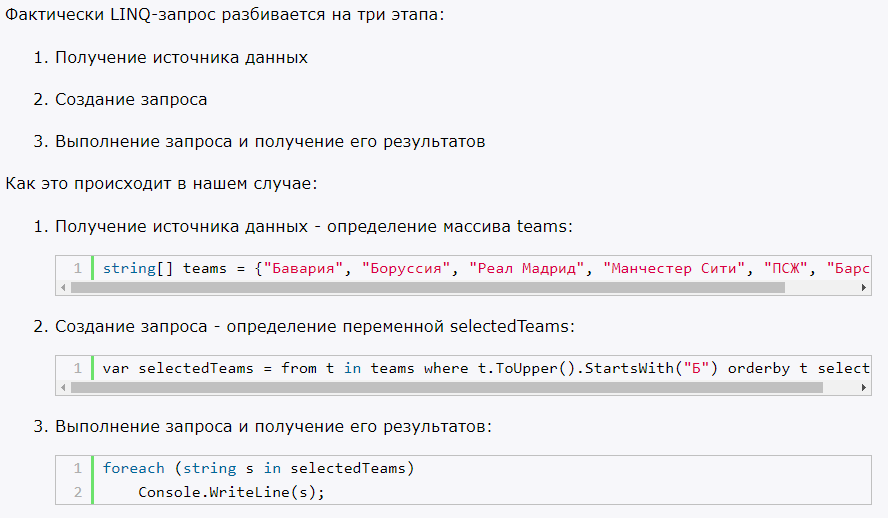 Фактически LINQ-запрос разбивается на три этапа:
1. Получение источника данных
2. Создание запроса
3. Выполнение запроса и получение его результатов
Как это происходит в нашем случае:
1. Получение источника данных - определение массива teams:
1 string[] teams = {"Бавария", "Боруссия", "Реал Мадрид", "Манчестер Сити", "ПСЖ", "Барс
2. Создание запроса - определение переменной selectedTeams:
1 var selectedTeams = from t in teams where t.ToUpper().StartsWith("Б") orderby t select
3. Выполнение запроса и получение его результатов:
1 foreach (string s in selectedTeams)
2 Console.WriteLine(s);